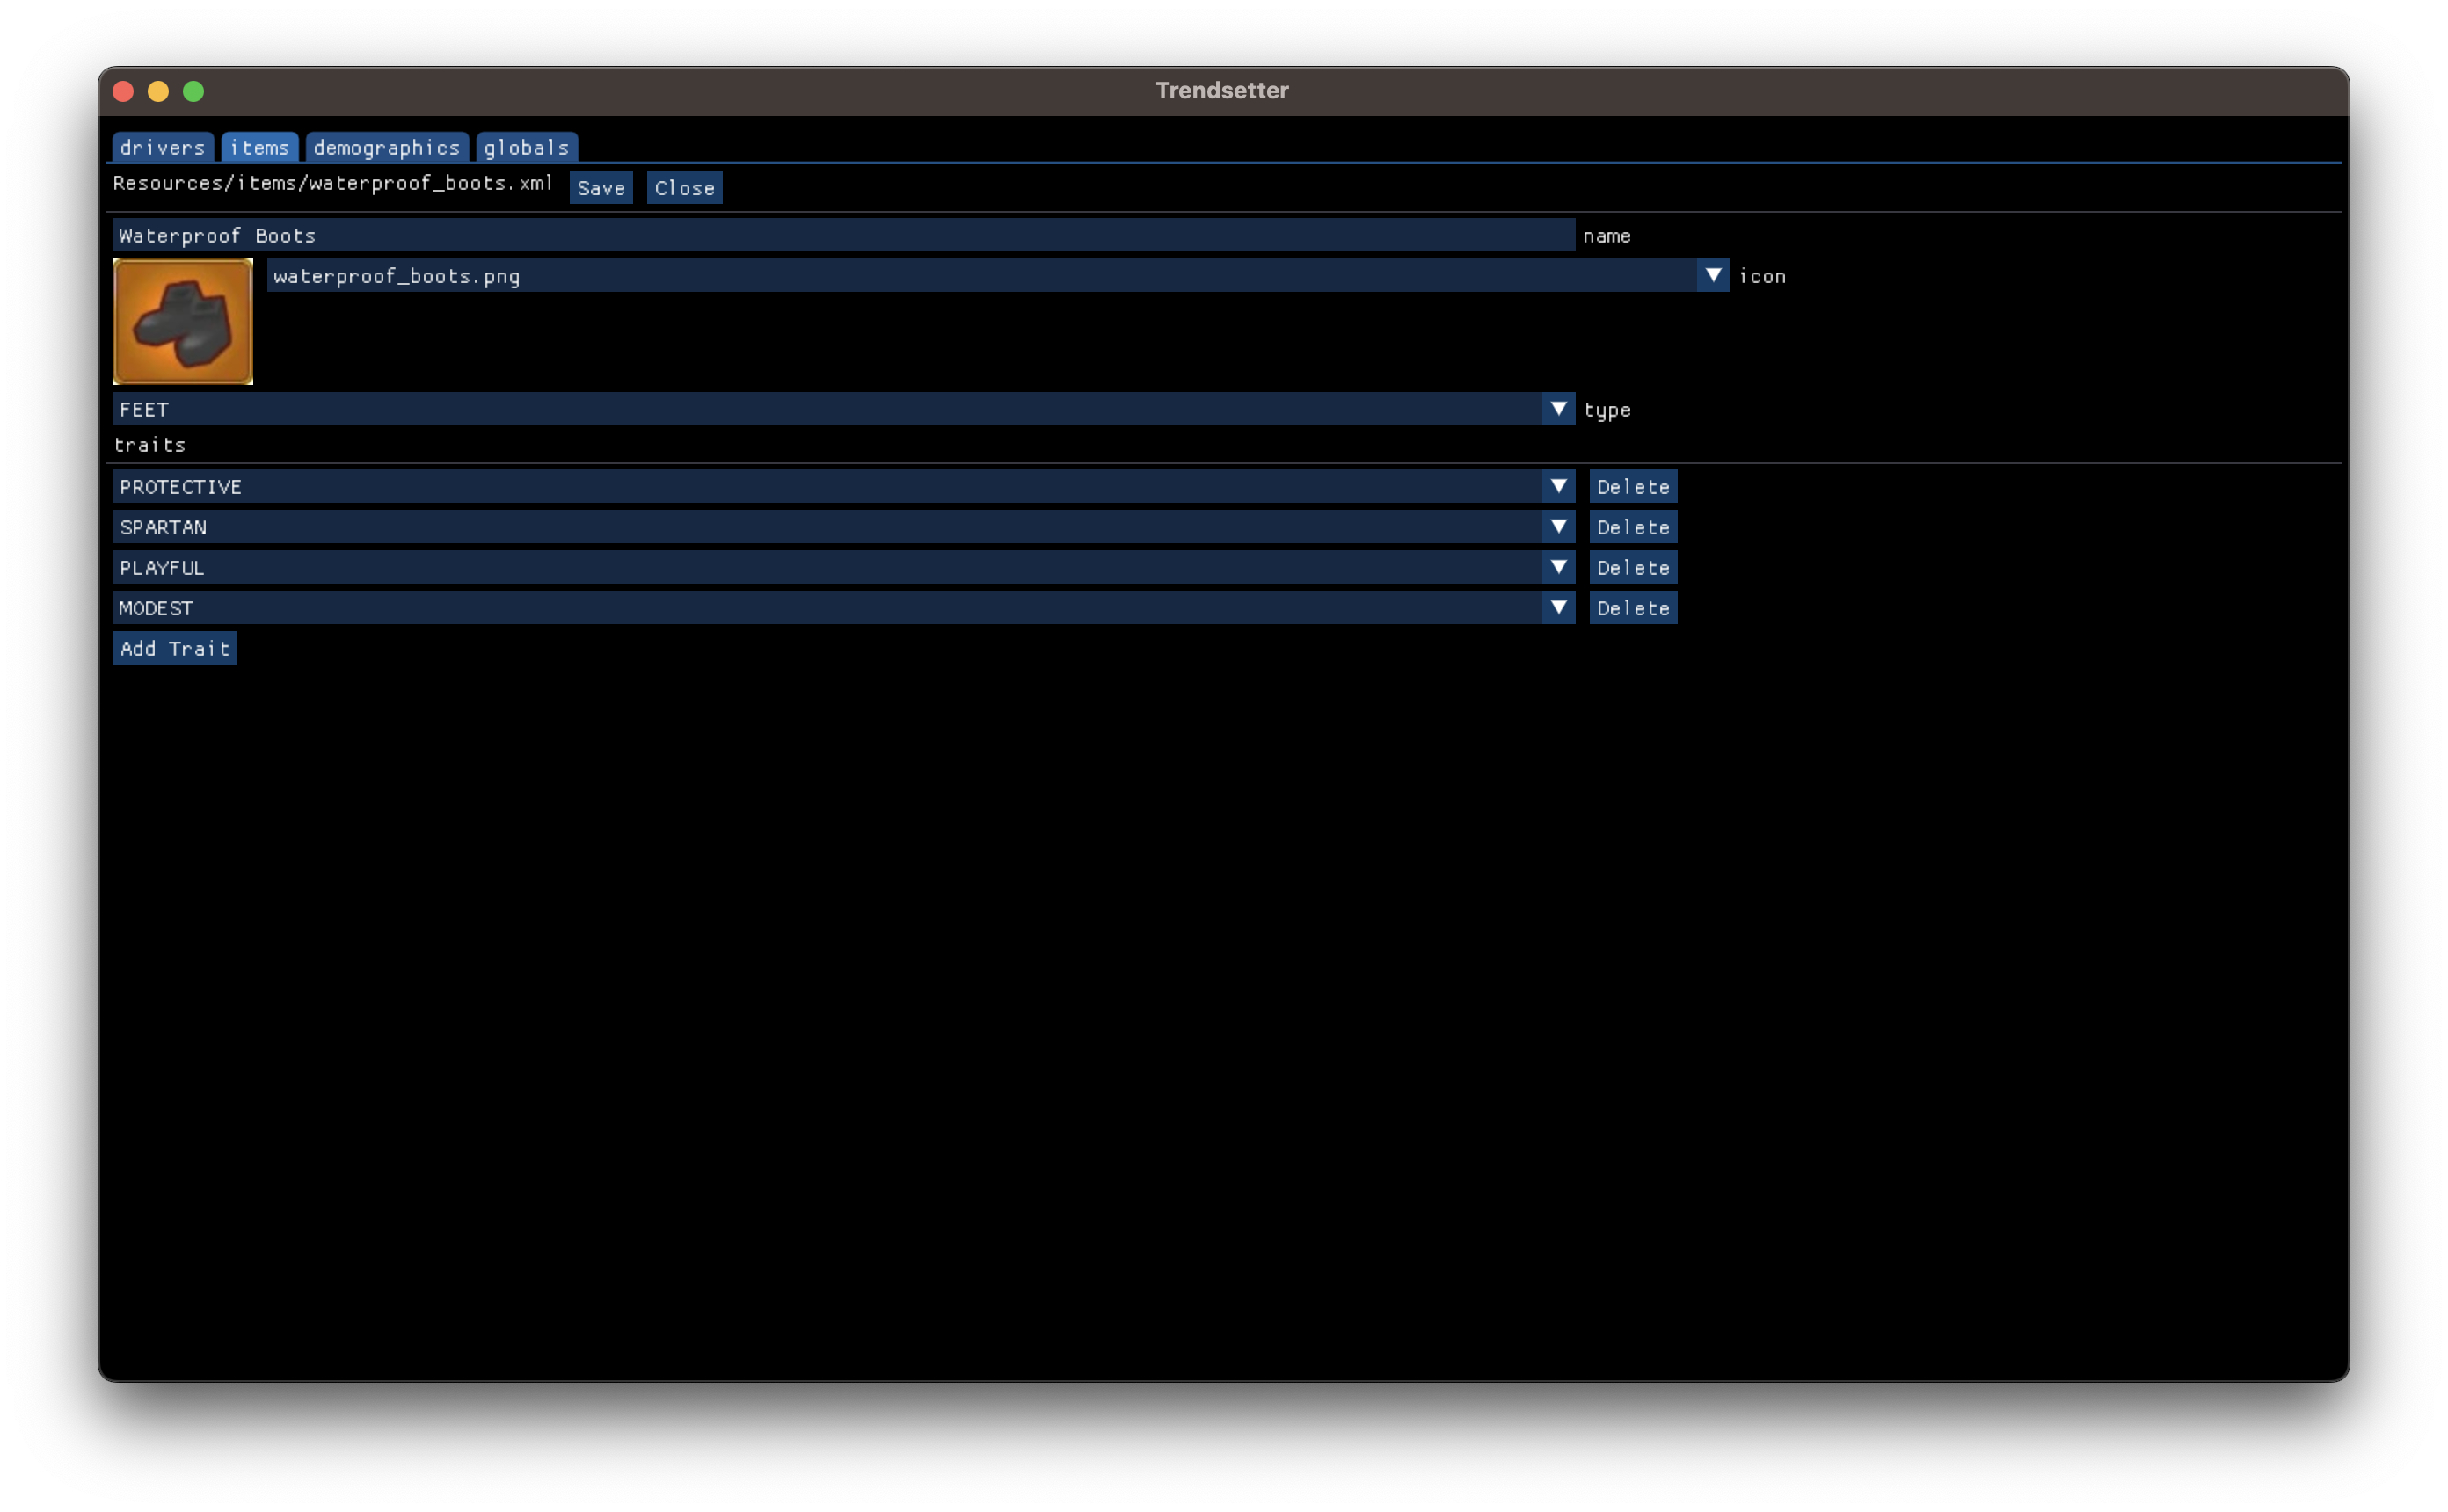 Trendsetter
drivers items demographics globals
Resources/items/waterproof_boots.xml Save Close
Waterproof Boots name
waterproof_boots.png icon
FEET type
traits
PROTECTIVE Delete
SPARTAN Delete
PLAYFUL Delete
MODEST Delete
Add Trait